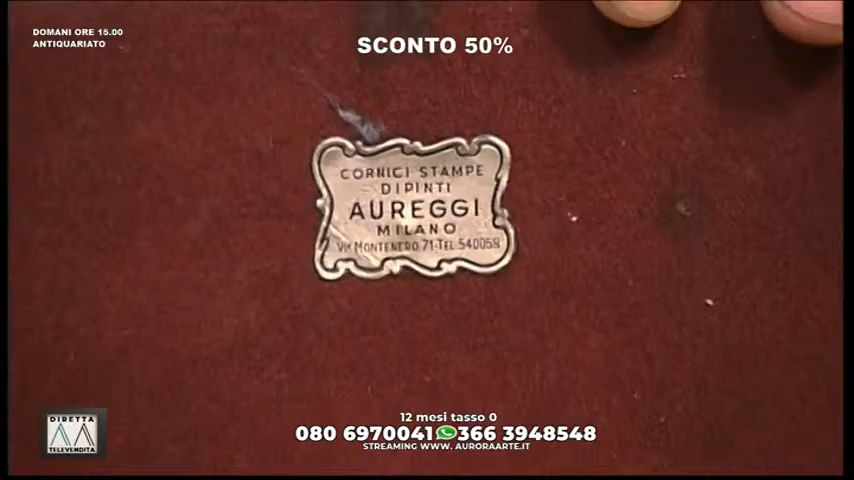 DOMANI ORE 15.00
ANTIQUARIATO
SCONTO 50%
CORNICI STAMPE
DIPINTI
AUREGGI
MILANO
VIA MONTENERO 71-TEL 540058
12 mesi tasso 0
080 6970041 366 3948548
STREAMING WWW. AURORAARTE.IT
DIRETTA
TELEVENDITA